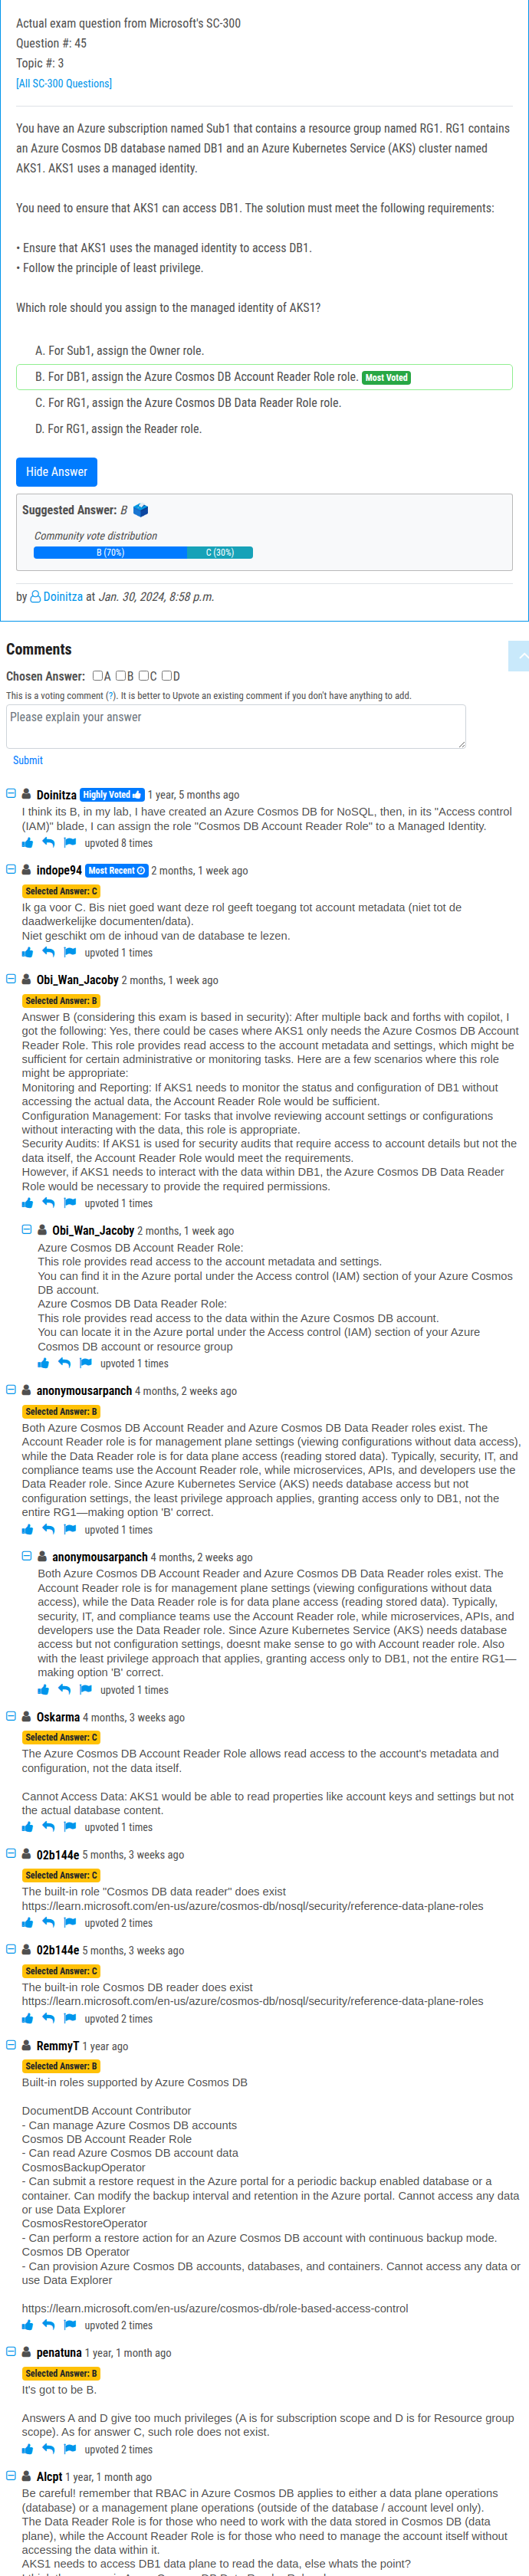 Actual exam question from Microsoft's SC-300
Question #: 45
Topic #: 3
[All SC-300 Questions]
You have an Azure subscription named Sub1 that contains a resource group named RG1. RG1 contains
an Azure Cosmos DB database named DB1 and an Azure Kubernetes Service (AKS) cluster named
AKS1. AKS1 uses a managed identity.
You need to ensure that AKS1 can access DB1. The solution must meet the following requirements:
• Ensure that AKS1 uses the managed identity to access DB1.
• Follow the principle of least privilege.
Which role should you assign to the managed identity of AKS1?
A. For Sub1, assign the Owner role.
B. For DB1, assign the Azure Cosmos DB Account Reader Role role. Most Voted
C. For RG1, assign the Azure Cosmos DB Data Reader Role role.
D. For RG1, assign the Reader role.
Hide Answer
Suggested Answer: B
Community vote distribution
B (70%) C (30%)
by Doinitza at Jan. 30, 2024, 8:58 p.m.
Comments
Chosen Answer: A B C D
This is a voting comment (?). It is better to Upvote an existing comment if you don't have anything to add.
Please explain your answer
Submit
Doinitza Highly Voted 1 year, 5 months ago
I think its B, in my lab, I have created an Azure Cosmos DB for NoSQL, then, in its "Access control
(IAM)" blade, I can assign the role "Cosmos DB Account Reader Role" to a Managed Identity.
upvoted 8 times
indope94 Most Recent 2 months, 1 week ago
Selected Answer: C
Ik ga voor C. Bis niet goed want deze rol geeft toegang tot account metadata (niet tot de
daadwerkelijke documenten/data).
Niet geschikt om de inhoud van de database te lezen.
upvoted 1 times
Obi_Wan_Jacoby 2 months, 1 week ago
Selected Answer: B
Answer B (considering this exam is based in security): After multiple back and forths with copilot, I
got the following: Yes, there could be cases where AKS1 only needs the Azure Cosmos DB Account
Reader Role. This role provides read access to the account metadata and settings, which might be
sufficient for certain administrative or monitoring tasks. Here are a few scenarios where this role
might be appropriate:
Monitoring and Reporting: If AKS1 needs to monitor the status and configuration of DB1 without
accessing the actual data, the Account Reader Role would be sufficient.
Configuration Management: For tasks that involve reviewing account settings or configurations
without interacting with the data, this role is appropriate.
Security Audits: If AKS1 is used for security audits that require access to account details but not the
data itself, the Account Reader Role would meet the requirements.
However, if AKS1 needs to interact with the data within DB1, the Azure Cosmos DB Data Reader
Role would be necessary to provide the required permissions.
upvoted 1 times
Obi_Wan_Jacoby 2 months, 1 week ago
Azure Cosmos DB Account Reader Role:
This role provides read access to the account metadata and settings.
You can find it in the Azure portal under the Access control (IAM) section of your Azure Cosmos
DB account.
Azure Cosmos DB Data Reader Role:
This role provides read access to the data within the Azure Cosmos DB account.
You can locate it in the Azure portal under the Access control (IAM) section of your Azure
Cosmos DB account or resource group
upvoted 1 times
anonymousarpanch 4 months, 2 weeks ago
Selected Answer: B
Both Azure Cosmos DB Account Reader and Azure Cosmos DB Data Reader roles exist. The
Account Reader role is for management plane settings (viewing configurations without data access),
while the Data Reader role is for data plane access (reading stored data). Typically, security, IT, and
compliance teams use the Account Reader role, while microservices, APIs, and developers use the
Data Reader role. Since Azure Kubernetes Service (AKS) needs database access but not
configuration settings, the least privilege approach applies, granting access only to DB1, not the
entire RG1—making option 'B' correct.
upvoted 1 times
anonymousarpanch 4 months, 2 weeks ago
Both Azure Cosmos DB Account Reader and Azure Cosmos DB Data Reader roles exist. The
Account Reader role is for management plane settings (viewing configurations without data
access), while the Data Reader role is for data plane access (reading stored data). Typically,
security, IT, and compliance teams use the Account Reader role, while microservices, APIs, and
developers use the Data Reader role. Since Azure Kubernetes Service (AKS) needs database
access but not configuration settings, doesnt make sense to go with Account reader role. Also
with the least privilege approach that applies, granting access only to DB1, not the entire RG1—
making option 'B' correct.
upvoted 1 times
Oskarma 4 months, 3 weeks ago
Selected Answer: C
The Azure Cosmos DB Account Reader Role allows read access to the account's metadata and
configuration, not the data itself.
Cannot Access Data: AKS1 would be able to read properties like account keys and settings but not
the actual database content.
upvoted 1 times
02b144e 5 months, 3 weeks ago
Selected Answer: C
The built-in role "Cosmos DB data reader" does exist
https://learn.microsoft.com/en-us/azure/cosmos-db/nosql/security/reference-data-plane-roles
upvoted 2 times
02b144e 5 months, 3 weeks ago
Selected Answer: C
The built-in role Cosmos DB reader does exist
https://learn.microsoft.com/en-us/azure/cosmos-db/nosql/security/reference-data-plane-roles
upvoted 2 times
RemmyT 1 year ago
Selected Answer: B
Built-in roles supported by Azure Cosmos DB
DocumentDB Account Contributor
- Can manage Azure Cosmos DB accounts
Cosmos DB Account Reader Role
- Can read Azure Cosmos DB account data
CosmosBackupOperator
- Can submit a restore request in the Azure portal for a periodic backup enabled database or a
container. Can modify the backup interval and retention in the Azure portal. Cannot access any data
or use Data Explorer
CosmosRestoreOperator
- Can perform a restore action for an Azure Cosmos DB account with continuous backup mode.
Cosmos DB Operator
- Can provision Azure Cosmos DB accounts, databases, and containers. Cannot access any data or
use Data Explorer
https://learn.microsoft.com/en-us/azure/cosmos-db/role-based-access-control
upvoted 2 times
penatuna 1 year, 1 month ago
Selected Answer: B
It's got to be B.
Answers A and D give too much privileges (A is for subscription scope and D is for Resource group
scope). As for answer C, such role does not exist.
upvoted 2 times
Alcpt 1 year, 1 month ago
Be careful! remember that RBAC in Azure Cosmos DB applies to either a data plane operations
(database) or a management plane operations (outside of the database / account level only).
The Data Reader Role is for those who need to work with the data stored in Cosmos DB (data
plane), while the Account Reader Role is for those who need to manage the account itself without
accessing the data within it.
AKS1 needs to access DB1 data plane to read the data, else whats the point?